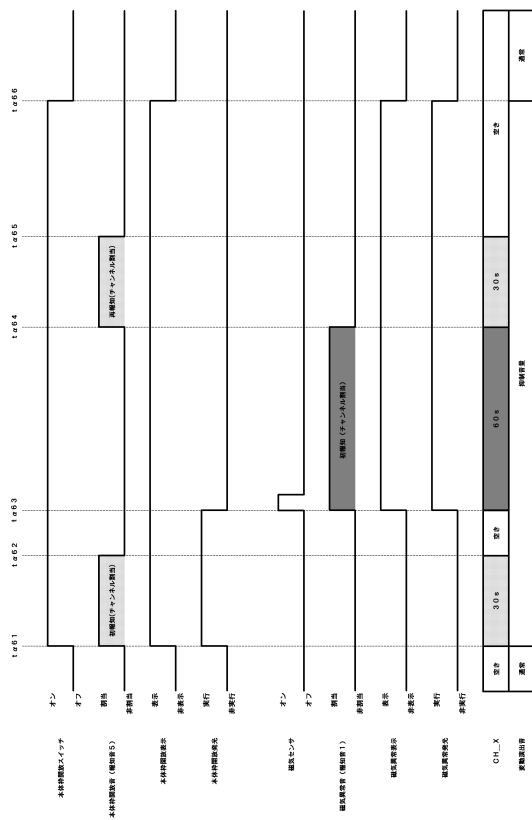 tα61
tα62
tα63
tα64
tα65
tα66
本体枠開放スイッチ
オン
オフ
本体枠開放音（報知音５）
割当
非割当
初報知(チャンネル割当)
再報知(チャンネル割当)
本体枠開放表示
表示
非表示
本体枠開放発光
実行
非実行
磁気センサ
オン
オフ
磁気異常音（報知音１）
割当
非割当
初報知（チャンネル割当）
磁気異常表示
表示
非表示
磁気異常発光
実行
非実行
CH_X
空き
30s
空き
60s
30s
空き
変動演出音
通常
抑制音量
通常